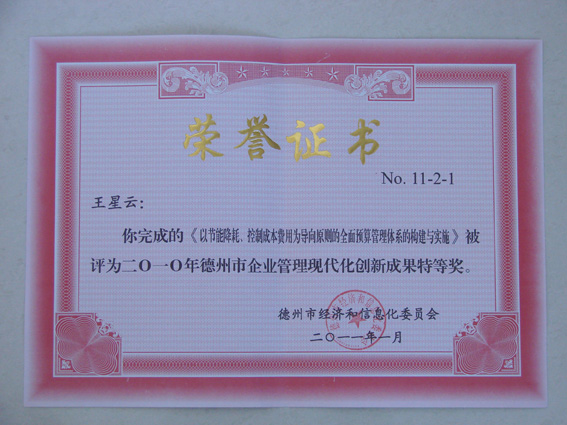 荣誉证书
No. 11-2-1
王星云:
你完成的《以节能降耗、控制成本费用为导向原则的全面预算管理体系的构建与实施》被
评为二〇一〇年德州市企业管理现代化创新成果特等奖。
德州市经济和信息化委员会
二〇一一年一月